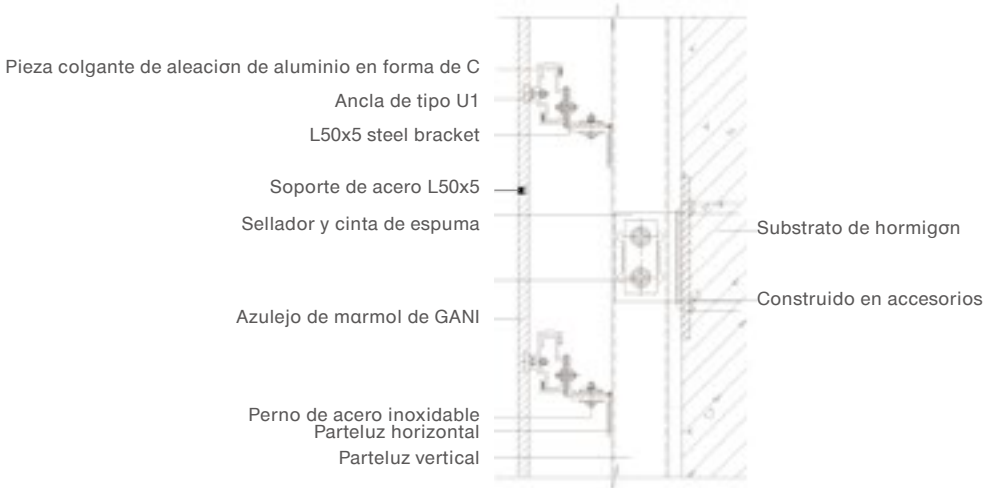 Pieza colgante de aleaciσn de aluminio en forma de C
Ancla de tipo U1
L50x5 steel bracket
Soporte de acero L50x5
Sellador y cinta de espuma
Azulejo de mαrmol de GANI
Perno de acero inoxidable
Parteluz horizontal
Parteluz vertical
Substrato de hormigσn
Construido en accesorios